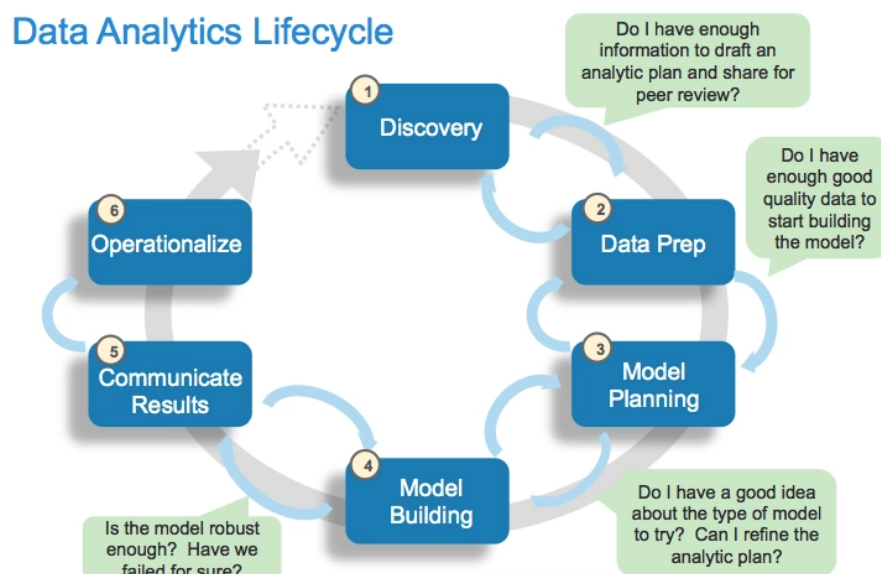 Data Analytics Lifecycle
Do I have enough
information to draft an
analytic plan and share for
peer review?
1
Discovery
Do I have
enough good
quality data to
start building
the model?
2
Data Prep
6
Operationalize
3
Model
Planning
5
Communicate
Results
4
Model
Building
Do I have a good idea
about the type of model
to try? Can I refine the
analytic plan?
Is the model robust
enough? Have we
failed for sure?